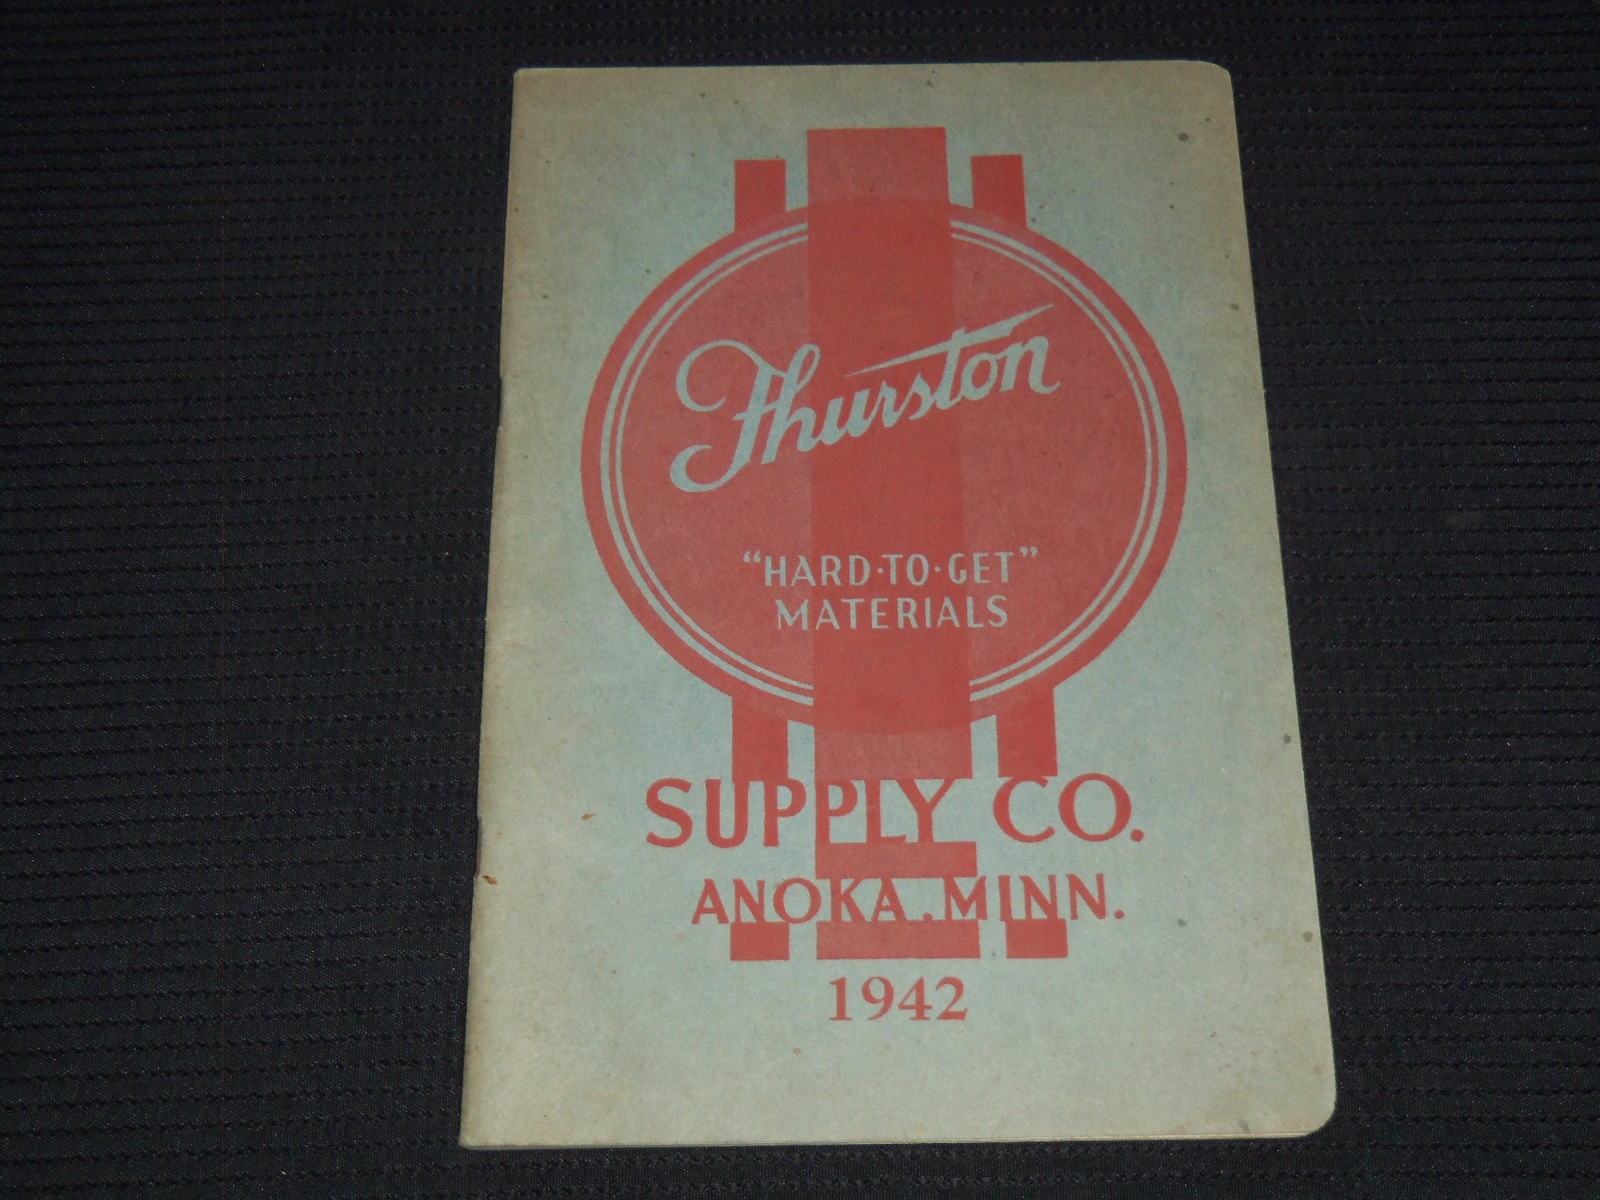 Thurston
"HARD·TO·GET"
MATERIALS
SUPPLY CO.
ANOKA, MINN.
1942